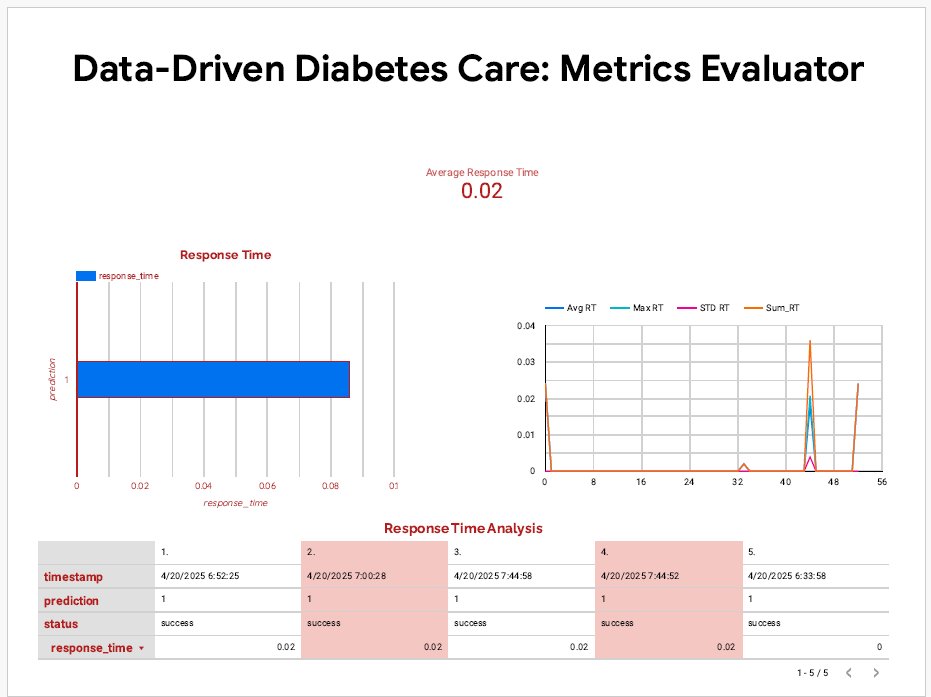 Data-Driven Diabetes Care: Metrics Evaluator
Average Response Time
0.02
Response Time
response_time
prediction
1
0 0.02 0.04 0.06 0.08 0.1
response_time
Avg RT Max RT STD RT Sum_RT
0.04
0.03
0.02
0.01
0
0 8 16 24 32 40 48 56
Response Time Analysis
1. 2. 3. 4. 5.
timestamp 4/20/2025 6:52:25 4/20/2025 7:00:28 4/20/2025 7:44:58 4/20/2025 7:44:52 4/20/2025 6:33:58
prediction 1 1 1 1 1
status success success success success success
response_time 0.02 0.02 0.02 0.02 0
1 - 5 / 5